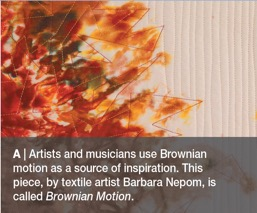 A | Artists and musicians use Brownian
motion as a source of inspiration. This
piece, by textile artist Barbara Nepom, is
called Brownian Motion.